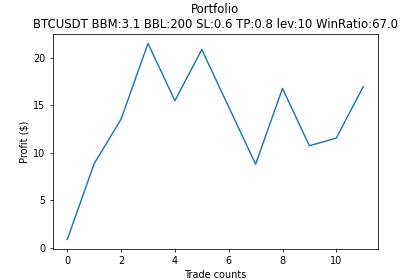 Portfolio
BTCUSDT BBM:3.1 BBL:200 SL:0.6 TP:0.8 lev:10 WinRatio:67.0
Profit ($)
20
15
10
5
0
0 2 4 6 8 10
Trade counts